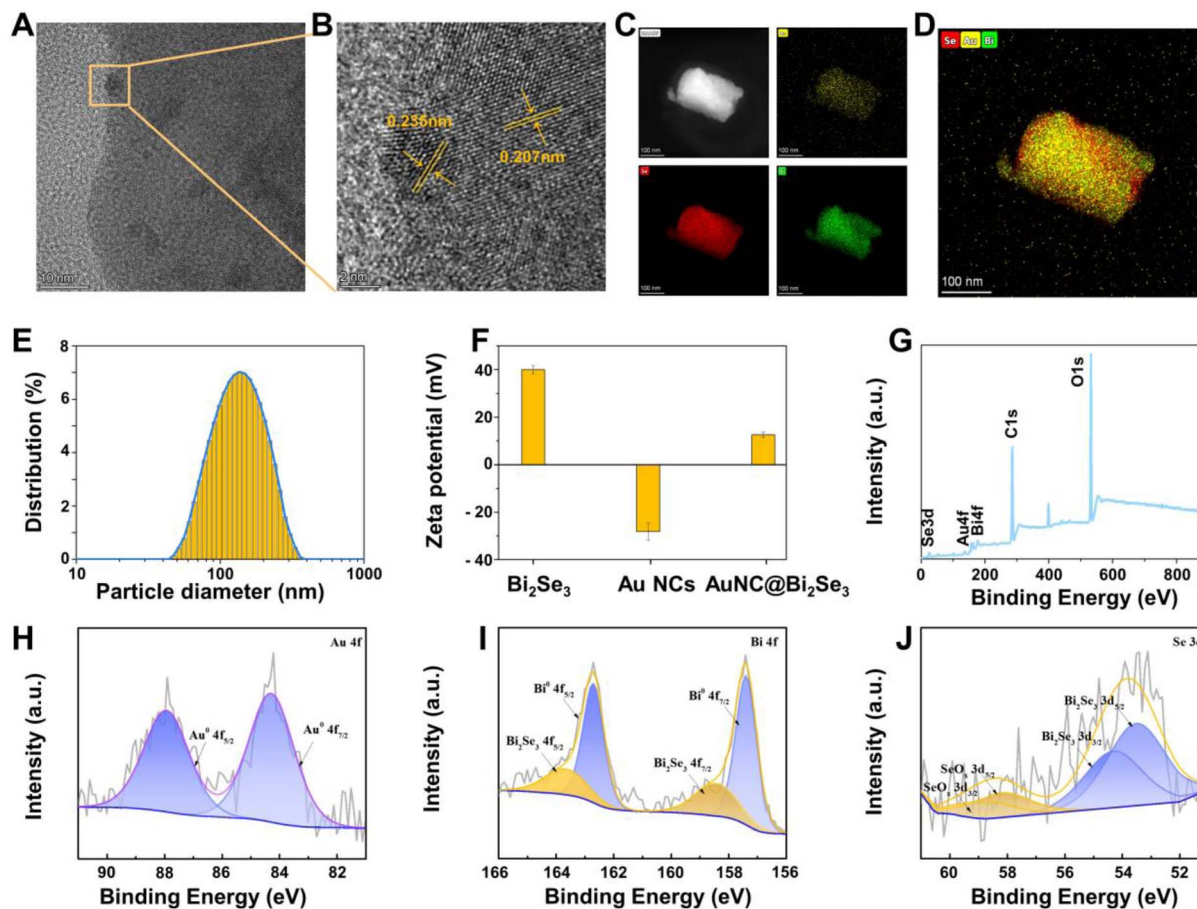 A
B
C
D
10 nm
0.235nm
0.207nm
2 nm
HAADF
100 nm
100 nm
Se
100 nm
100 nm
Se Au Bi
100 nm
E
Distribution (%)
8
6
4
2
0
10 100 1000
Particle diameter (nm)
F
Zeta potential (mV)
40
20
0
- 20
- 40
Bi₂Se₃ Au NCs AuNC@Bi₂Se₃
G
Intensity (a.u.)
Se3d
Au4f
Bi4f
C1s
O1s
0 200 400 600 800
Binding Energy (eV)
H
Au 4f
Intensity (a.u.)
Au⁰ 4f₅/₂
Au⁰ 4f₇/₂
90 88 86 84 82
Binding Energy (eV)
I
Bi 4f
Intensity (a.u.)
Bi⁰ 4f₅/₂
Bi₂Se₃ 4f₅/₂
Bi⁰ 4f₇/₂
Bi₂Se₃ 4f₇/₂
166 164 162 160 158 156
Binding Energy (eV)
J
Se 3d
Intensity (a.u.)
Bi₂Se₃ 3d₅/₂
Bi₂Se₃ 3d₃/₂
SeOₓ 3d₅/₂
SeOₓ 3d₃/₂
60 58 56 54 52
Binding Energy (eV)